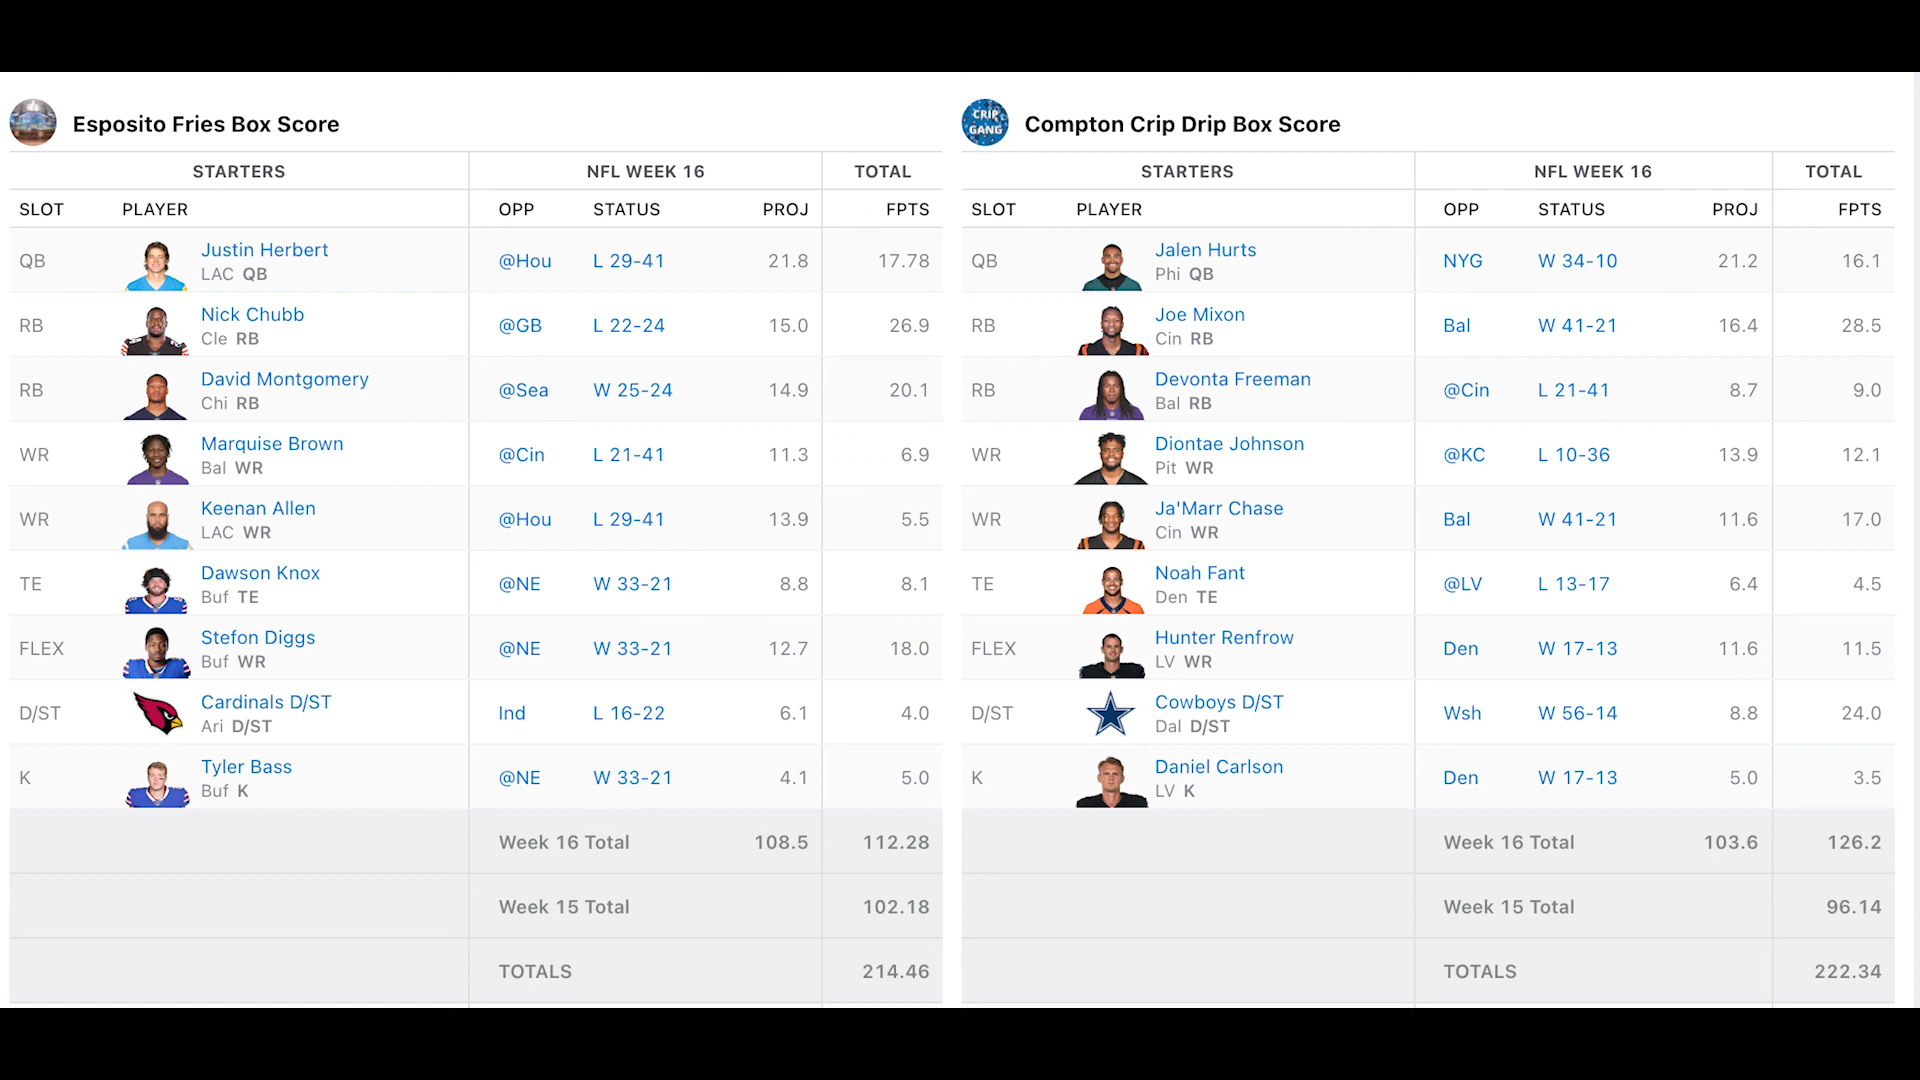 Esposito Fries Box Score
STARTERS NFL WEEK 16 TOTAL
SLOT PLAYER OPP STATUS PROJ FPTS
QB Justin Herbert LAC QB @Hou L 29-41 21.8 17.78
RB Nick Chubb Cle RB @GB L 22-24 15.0 26.9
RB David Montgomery Chi RB @Sea W 25-24 14.9 20.1
WR Marquise Brown Bal WR @Cin L 21-41 11.3 6.9
WR Keenan Allen LAC WR @Hou L 29-41 13.9 5.5
TE Dawson Knox Buf TE @NE W 33-21 8.8 8.1
FLEX Stefon Diggs Buf WR @NE W 33-21 12.7 18.0
D/ST Cardinals D/ST Ari D/ST Ind L 16-22 6.1 4.0
K Tyler Bass Buf K @NE W 33-21 4.1 5.0
Week 16 Total 108.5 112.28
Week 15 Total 102.18
TOTALS 214.46
CRIP
GANG
Compton Crip Drip Box Score
STARTERS NFL WEEK 16 TOTAL
SLOT PLAYER OPP STATUS PROJ FPTS
QB Jalen Hurts Phi QB NYG W 34-10 21.2 16.1
RB Joe Mixon Cin RB Bal W 41-21 16.4 28.5
RB Devonta Freeman Bal RB @Cin L 21-41 8.7 9.0
WR Diontae Johnson Pit WR @KC L 10-36 13.9 12.1
WR Ja'Marr Chase Cin WR Bal W 41-21 11.6 17.0
TE Noah Fant Den TE @LV L 13-17 6.4 4.5
FLEX Hunter Renfrow LV WR Den W 17-13 11.6 11.5
D/ST Cowboys D/ST Dal D/ST Wsh W 56-14 8.8 24.0
K Daniel Carlson LV K Den W 17-13 5.0 3.5
Week 16 Total 103.6 126.2
Week 15 Total 96.14
TOTALS 222.34